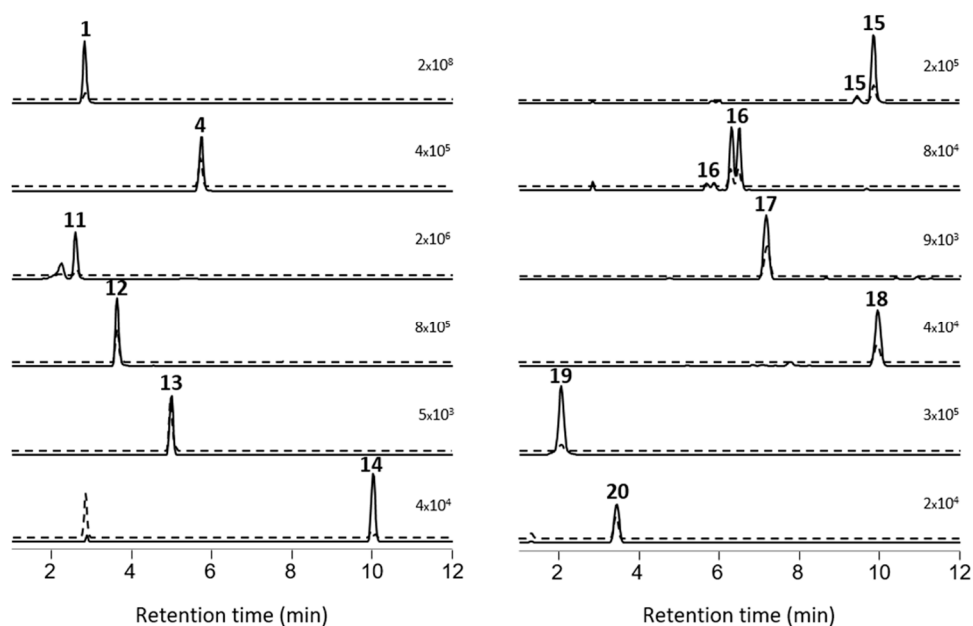 1
2x10⁸
4
4x10⁵
11
2x10⁶
12
8x10⁵
13
5x10³
14
4x10⁴
2 4 6 8 10 12
Retention time (min)
15
15
2x10⁵
16
16
8x10⁴
17
9x10³
18
4x10⁴
19
3x10⁵
20
2x10⁴
2 4 6 8 10 12
Retention time (min)